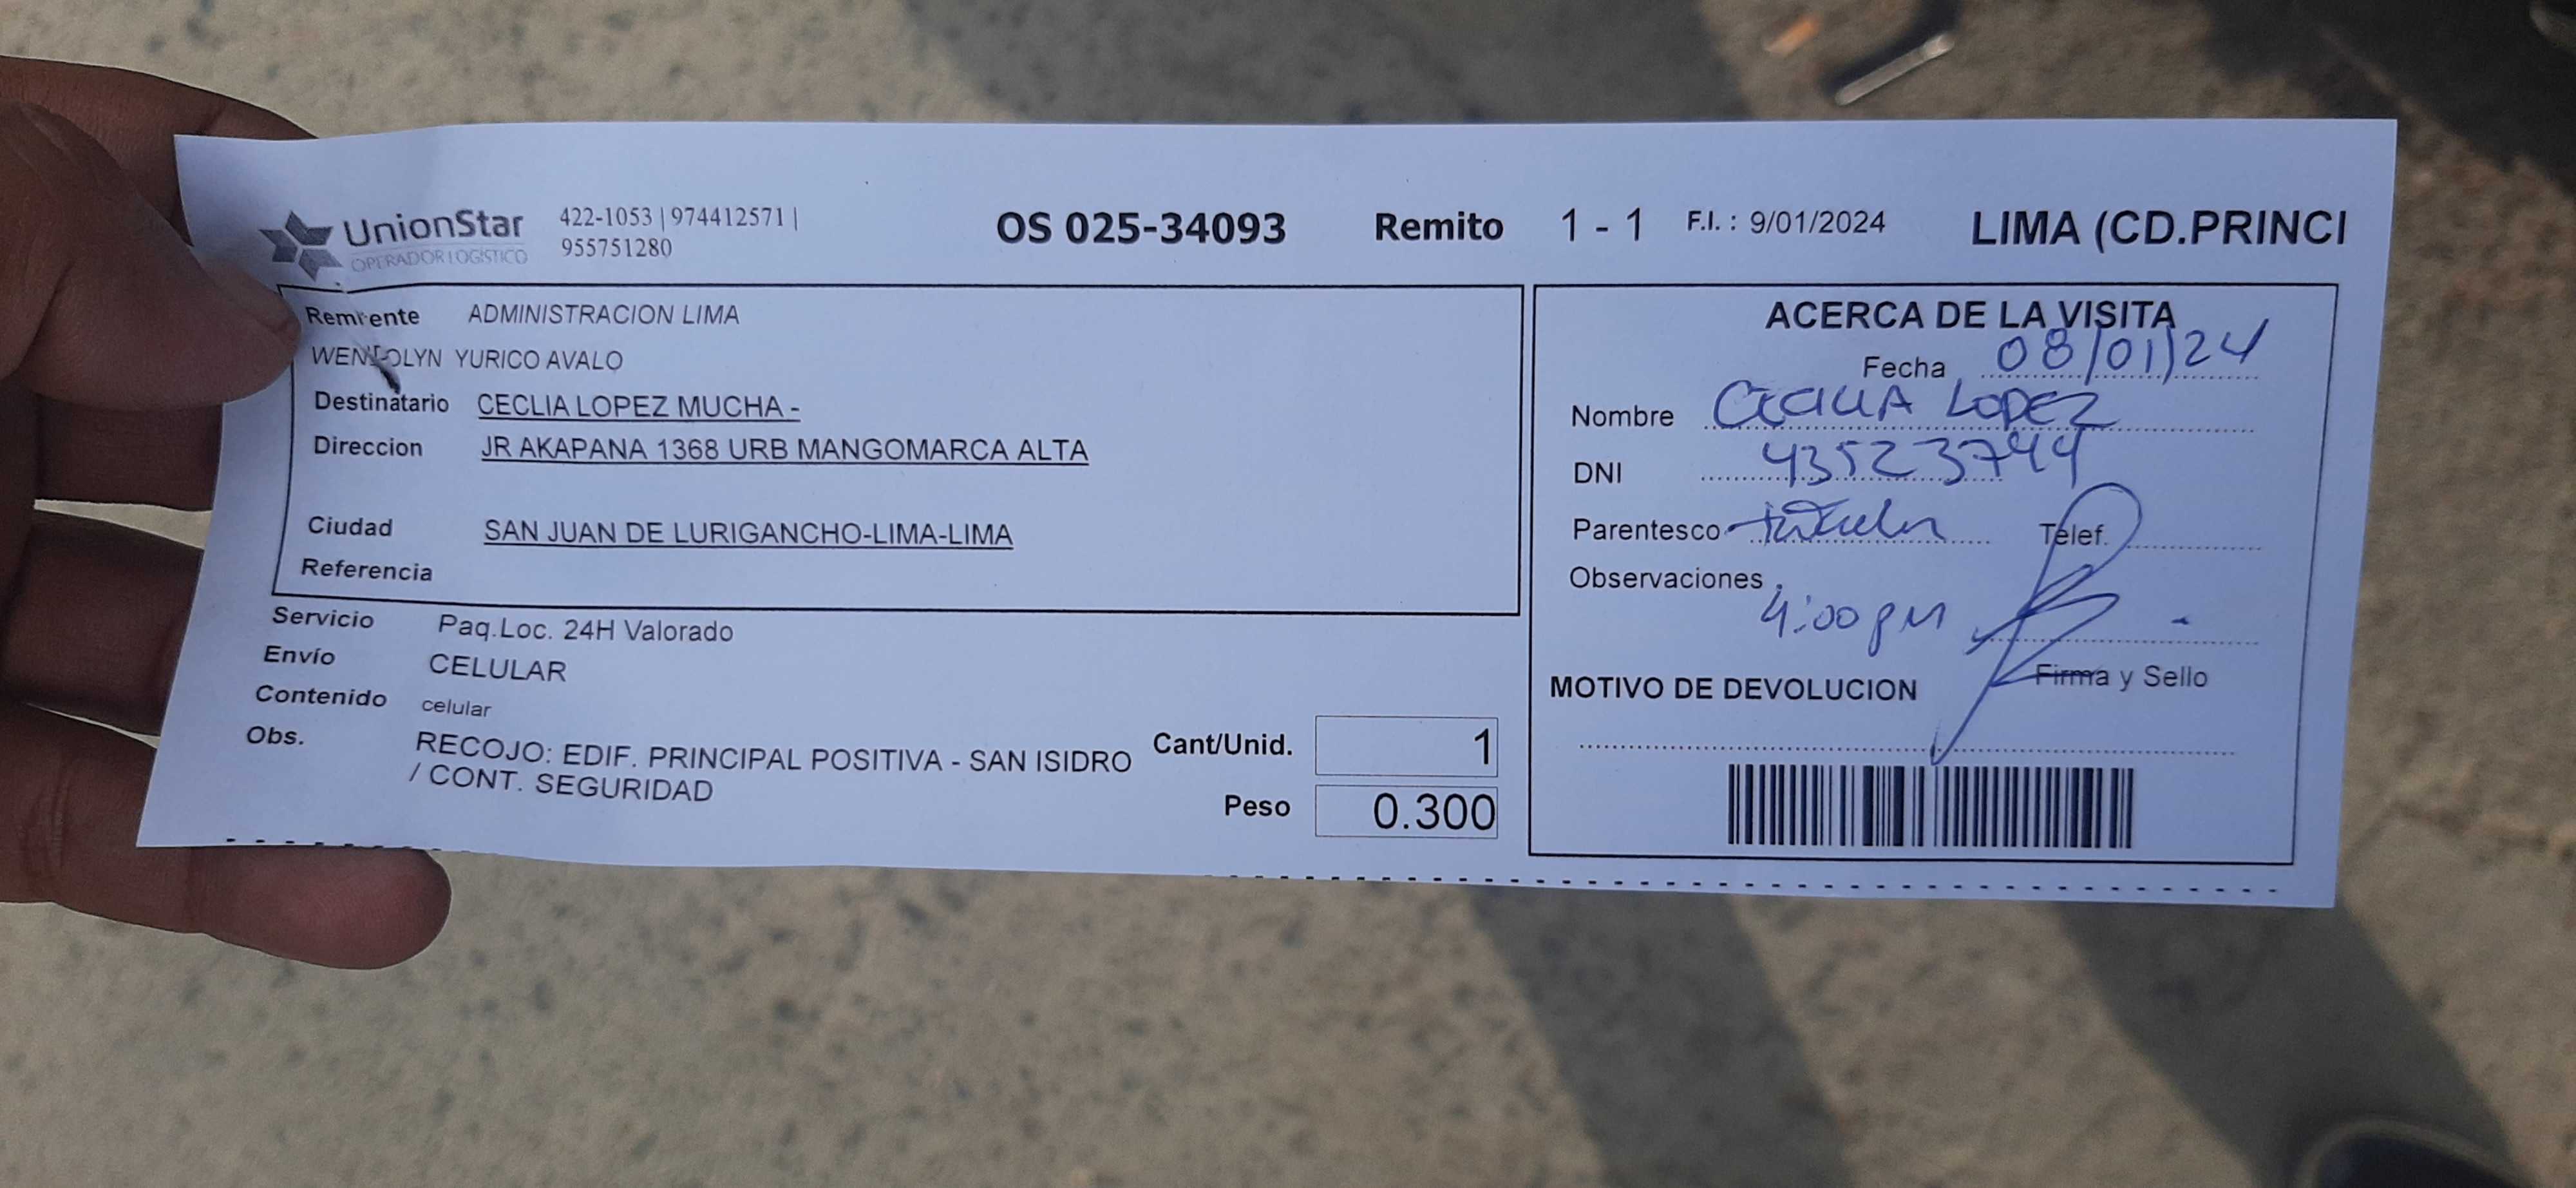 UnionStar
OPERADOR LOGÍSTICO
422-1053 | 974412571 |
955751280
OS 025-34093 Remito 1 - 1 F.I. : 9/01/2024 LIMA (CD.PRINCI
Remitente ADMINISTRACION LIMA
WENDOLYN YURICO AVALO
Destinatario CECLIA LOPEZ MUCHA -
Direccion JR AKAPANA 1368 URB MANGOMARCA ALTA
Ciudad SAN JUAN DE LURIGANCHO-LIMA-LIMA
Referencia
Servicio Paq.Loc. 24H Valorado
Envío CELULAR
Contenido celular
Obs. RECOJO: EDIF. PRINCIPAL POSITIVA - SAN ISIDRO
/ CONT. SEGURIDAD
Cant/Unid. 1
Peso 0.300
ACERCA DE LA VISITA
Fecha 08/01/24
Nombre CECILIA LOPEZ
DNI 43523744
Parentesco titular Telef.
Observaciones
4:00 pm
Firma y Sello
MOTIVO DE DEVOLUCION